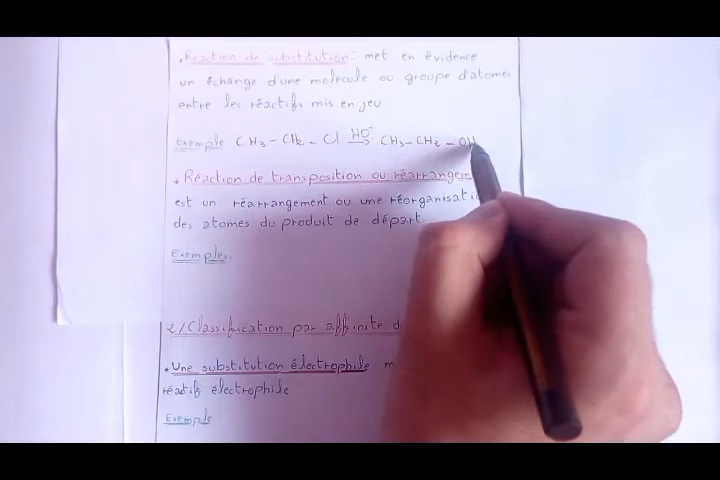 . Réaction de substitution: met en évidence
un échange d'une molécule ou groupe d'atomes
entre les réactifs mis en jeu
Exemple CH3 - CH2 - Cl HO⁻ → CH3 - CH2 - OH
. Réaction de transposition ou réarrangem
est un réarrangement ou une réorganisati
des atomes du produit de départ.
Exemples:
2/Classification par affinité d
. Une substitution électrophile m
réactif électrophile
Exemple